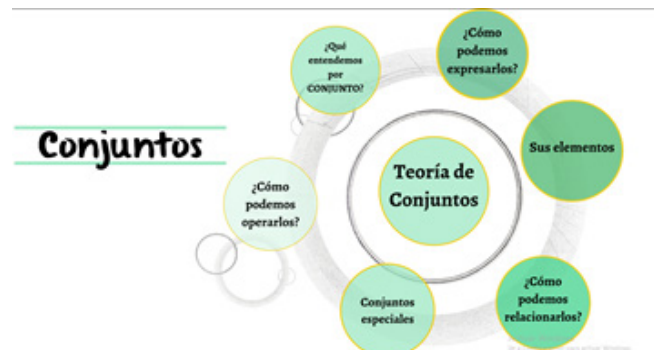 Conjuntos
¿Qué
entendemos
por
CONJUNTO?
¿Cómo
podemos
expresarlos?
Sus elementos
¿Cómo
podemos
relacionarlos?
Conjuntos
especiales
¿Cómo
podemos
operarlos?
Teoría de
Conjuntos